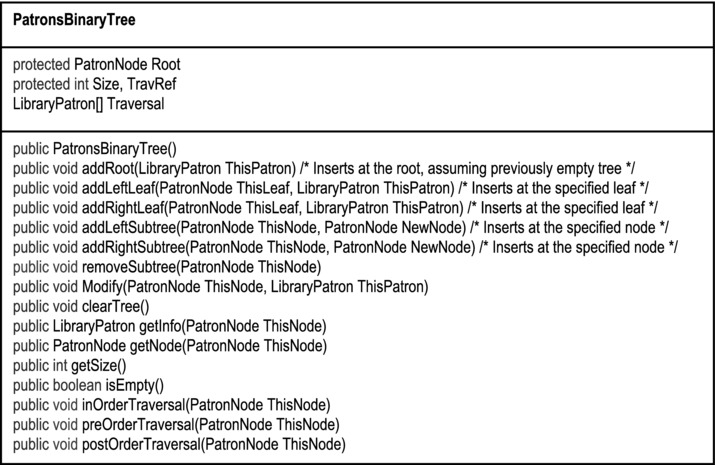 PatronsBinaryTree
protected PatronNode Root
protected int Size, TravRef
LibraryPatron[] Traversal
public PatronsBinaryTree()
public void addRoot(LibraryPatron ThisPatron) /* Inserts at the root, assuming previously empty tree */
public void addLeftLeaf(PatronNode ThisLeaf, LibraryPatron ThisPatron) /* Inserts at the specified leaf */
public void addRightLeaf(PatronNode ThisLeaf, LibraryPatron ThisPatron) /* Inserts at the specified leaf */
public void addLeftSubtree(PatronNode ThisNode, PatronNode NewNode) /* Inserts at the specified node */
public void addRightSubtree(PatronNode ThisNode, PatronNode NewNode) /* Inserts at the specified node */
public void removeSubtree(PatronNode ThisNode)
public void Modify(PatronNode ThisNode, LibraryPatron ThisPatron)
public void clearTree()
public LibraryPatron getInfo(PatronNode ThisNode)
public PatronNode getNode(PatronNode ThisNode)
public int getSize()
public boolean isEmpty()
public void inOrderTraversal(PatronNode ThisNode)
public void preOrderTraversal(PatronNode ThisNode)
public void postOrderTraversal(PatronNode ThisNode)